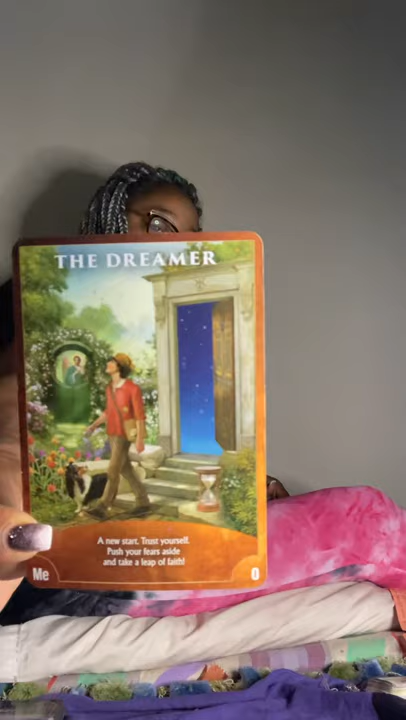 THE DREAMER
A new start. Trust yourself.
Push your fears aside
and take a leap of faith!
Me
0